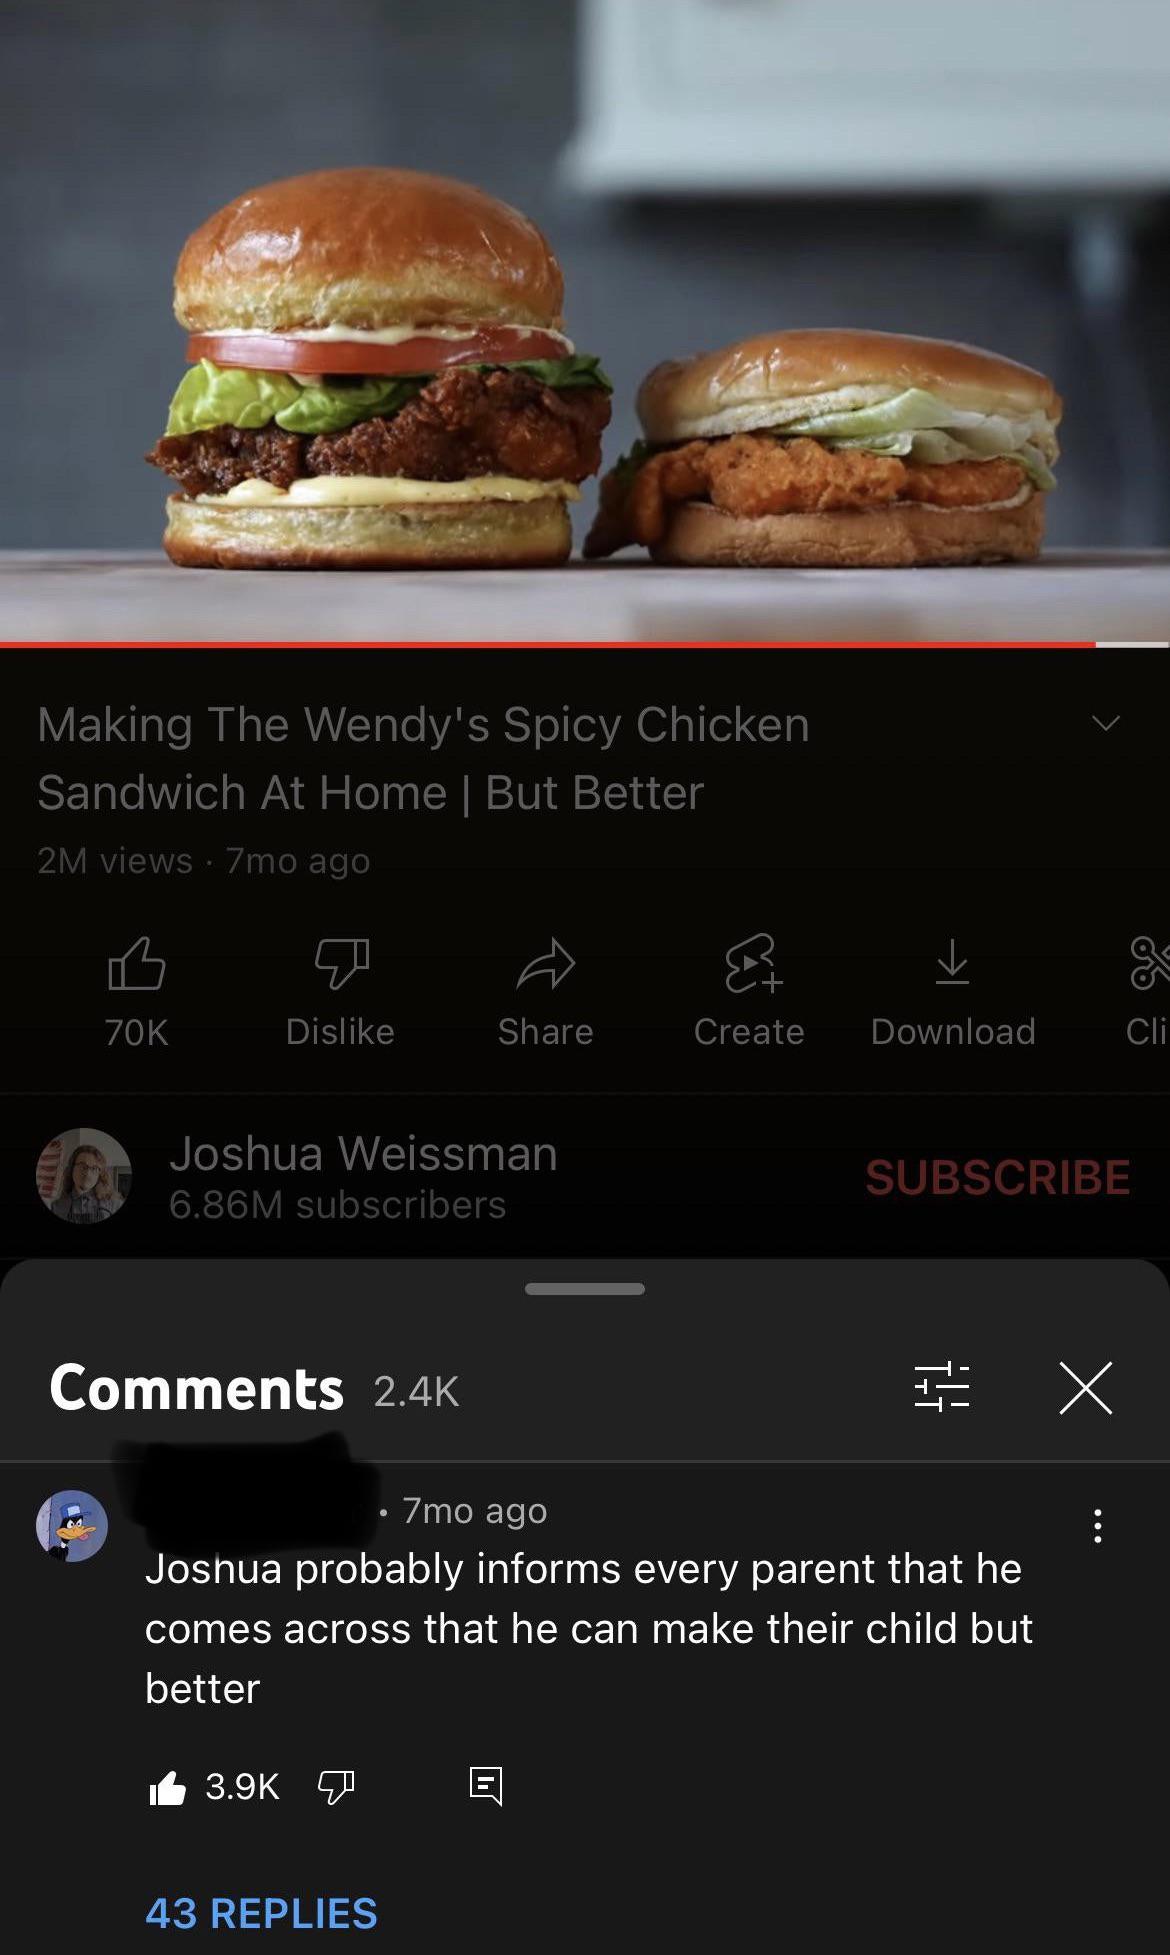 Making The Wendy's Spicy Chicken
Sandwich At Home | But Better
2M views · 7mo ago
70K
Dislike
Share
Create
Download
Cli
Joshua Weissman
6.86M subscribers
SUBSCRIBE
Comments 2.4K
· 7mo ago
Joshua probably informs every parent that he
comes across that he can make their child but
better
3.9K
43 REPLIES